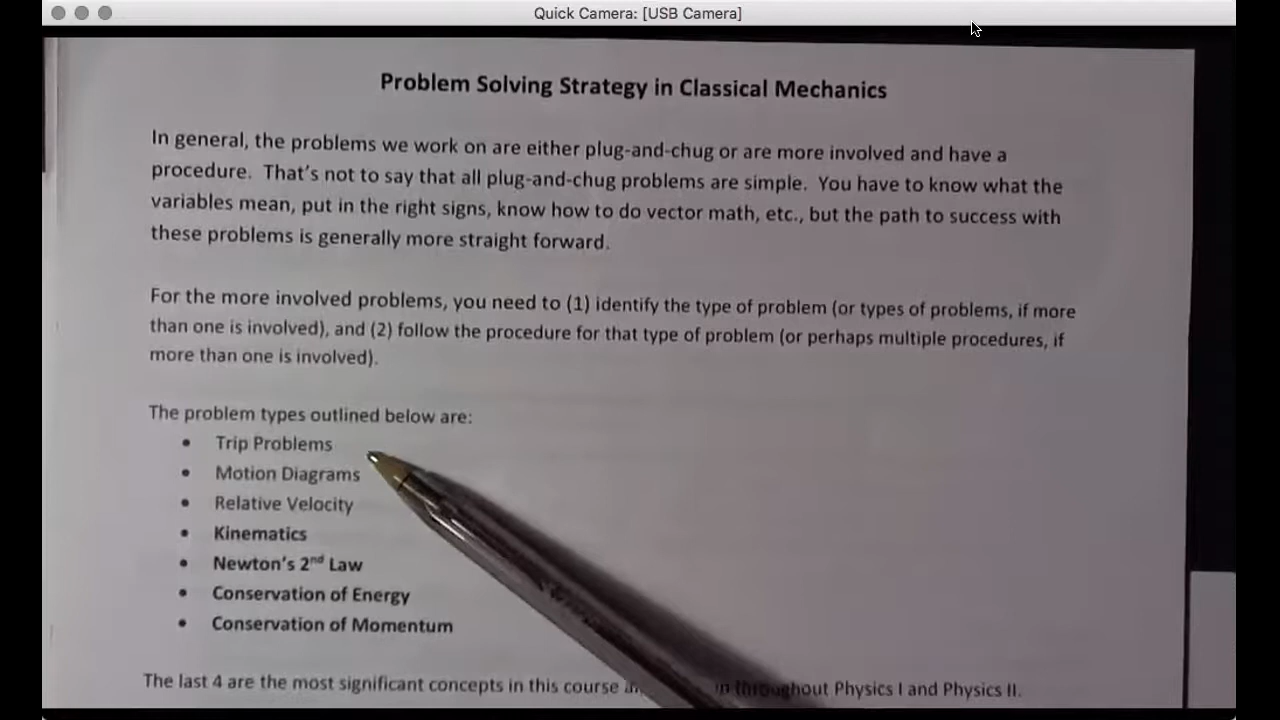 Quick Camera: [USB Camera]
Problem Solving Strategy in Classical Mechanics
In general, the problems we work on are either plug-and-chug or are more involved and have a
procedure. That's not to say that all plug-and-chug problems are simple. You have to know what the
variables mean, put in the right signs, know how to do vector math, etc., but the path to success with
these problems is generally more straight forward.
For the more involved problems, you need to (1) identify the type of problem (or types of problems, if more
than one is involved), and (2) follow the procedure for that type of problem (or perhaps multiple procedures, if
more than one is involved).
The problem types outlined below are:
• Trip Problems
• Motion Diagrams
• Relative Velocity
• Kinematics
• Newton's 2nd Law
• Conservation of Energy
• Conservation of Momentum
The last 4 are the most significant concepts in this course throughout Physics I and Physics II.